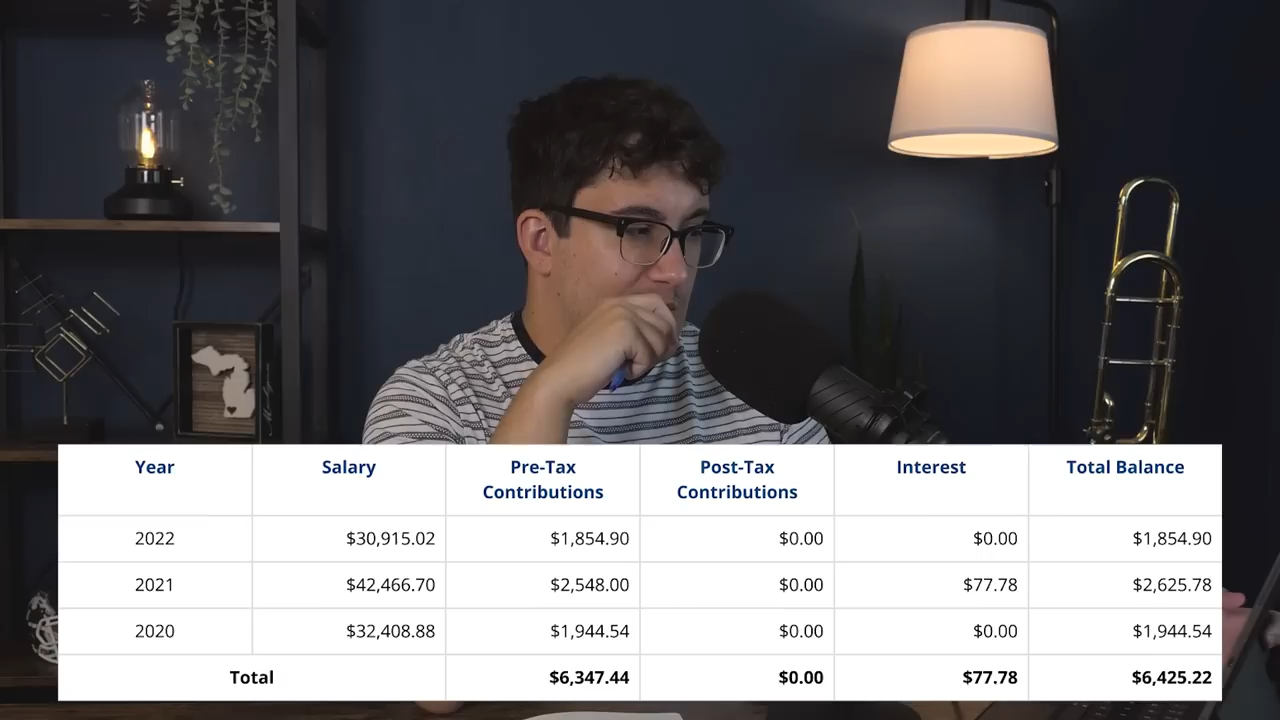 Year Salary Pre-Tax Contributions Post-Tax Contributions Interest Total Balance
2022 $30,915.02 $1,854.90 $0.00 $0.00 $1,854.90
2021 $42,466.70 $2,548.00 $0.00 $77.78 $2,625.78
2020 $32,408.88 $1,944.54 $0.00 $0.00 $1,944.54
Total $6,347.44 $0.00 $77.78 $6,425.22